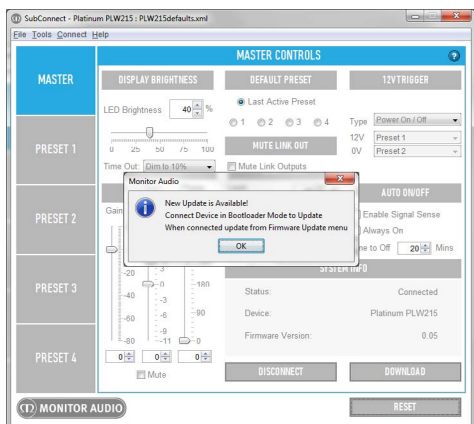 SubConnect - Platinum PLW215 : PLW215defaults.xml
File Tools Connect Help
MASTER CONTROLS
MASTER
DISPLAY BRIGHTNESS
DEFAULT PRESET
12V TRIGGER
LED Brightness 40 %
Last Active Preset
1 2 3 4
Type Power On / Off
12V Preset 1
0V Preset 2
0 25 50 75 100
MUTE LINK OUT
PRESET 1
Time Out: Dim to 10%
Mute Link Outputs
Monitor Audio
New Update is Available!
Connect Device in Bootloader Mode to Update
When connected update from Firmware Update menu
OK
AUTO ON/OFF
PRESET 2
Gain
Enable Signal Sense
Always On
e to Off 20 Mins
SYSTEM INFO
-20 3
0 -180
-40 -3
-60 -6 -90
-9
-80 -11 0
PRESET 3
Status: Connected
Device: Platinum PLW215
Firmware Version: 0.05
PRESET 4
0 0 0
Mute
DISCONNECT
DOWNLOAD
MONITOR AUDIO
RESET